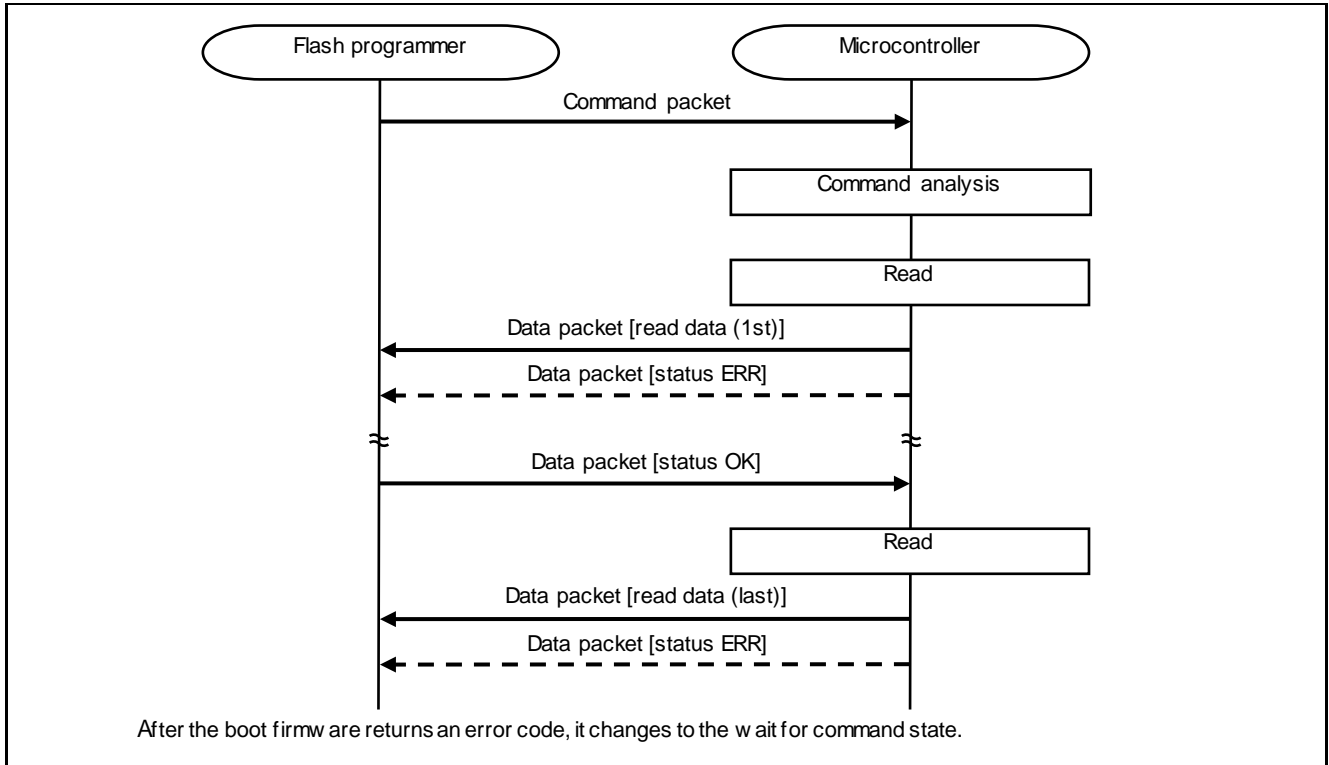 Flash programmer
Microcontroller
Command packet
Command analysis
Read
Data packet [read data (1st)]
Data packet [status ERR]
Data packet [status OK]
Read
Data packet [read data (last)]
Data packet [status ERR]
After the boot firmware returns an error code, it changes to the wait for command state.